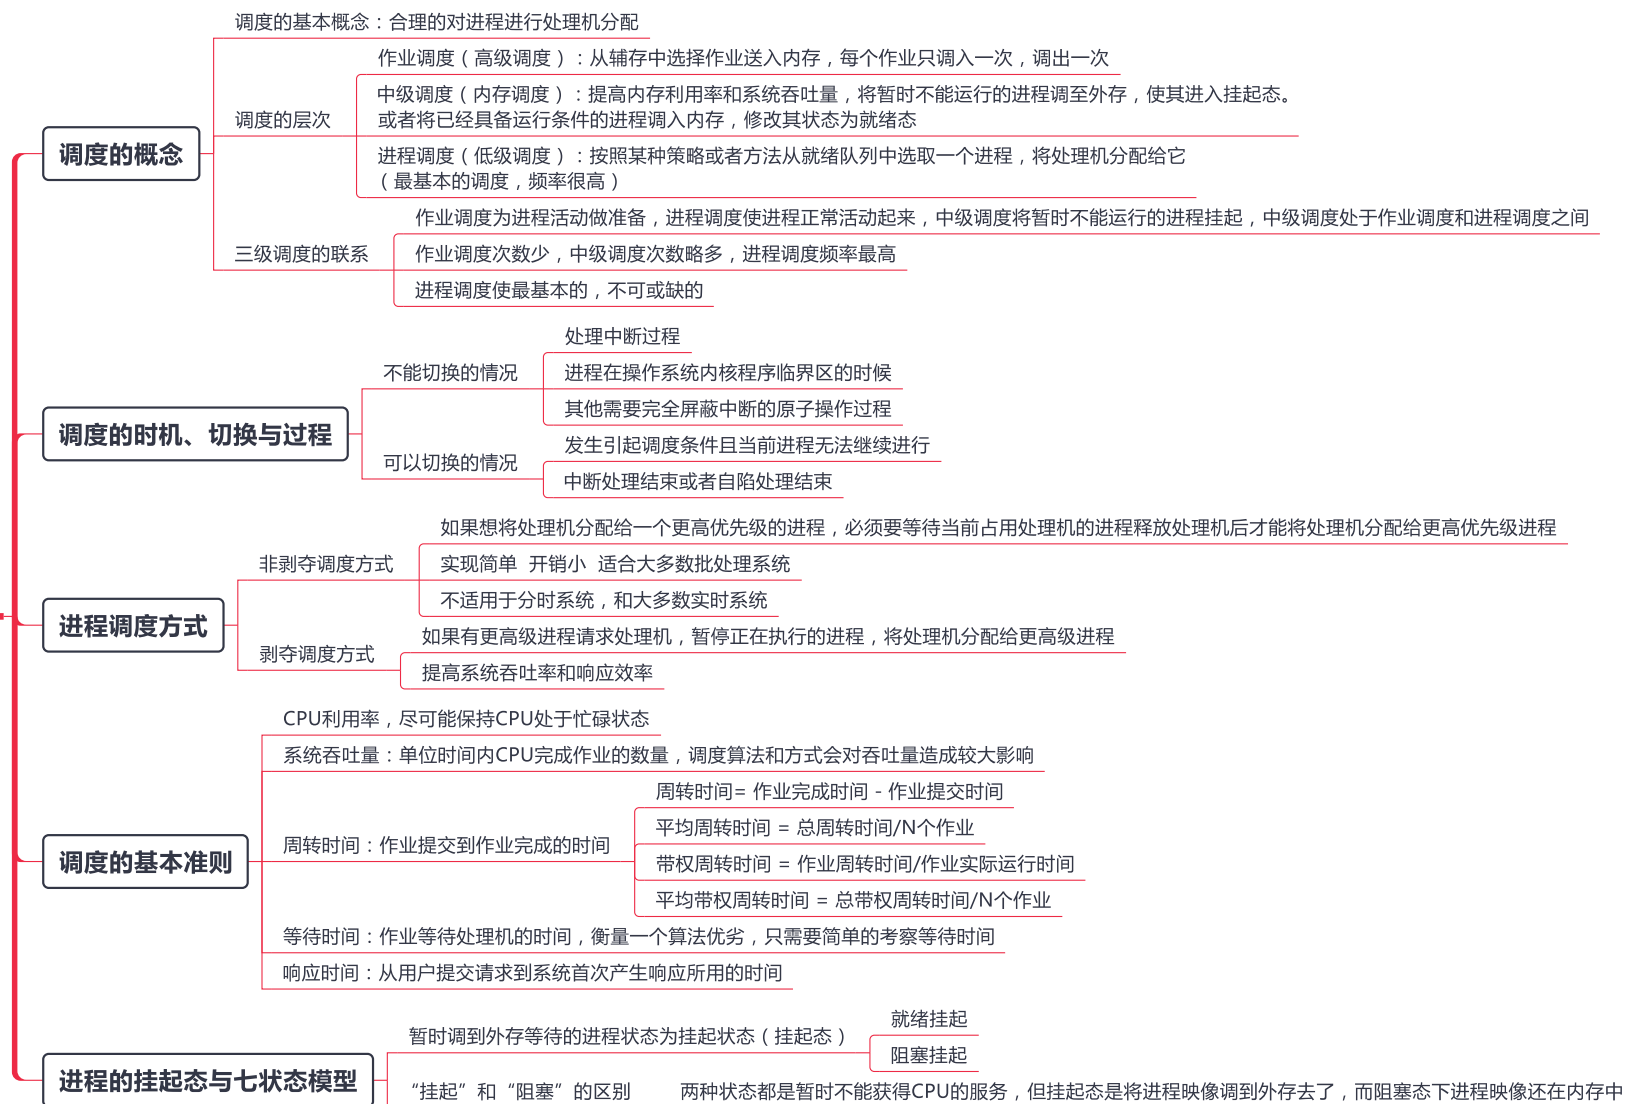 调度的概念
调度的基本概念：合理的对进程进行处理机分配
调度的层次
作业调度（高级调度）：从辅存中选择作业送入内存，每个作业只调入一次，调出一次
中级调度（内存调度）：提高内存利用率和系统吞吐量，将暂时不能运行的进程调至外存，使其进入挂起态。
或者将已经具备运行条件的进程调入内存，修改其状态为就绪态
进程调度（低级调度）：按照某种策略或者方法从就绪队列中选取一个进程，将处理机分配给它
（最基本的调度，频率很高）
三级调度的联系
作业调度为进程活动做准备，进程调度使进程正常活动起来，中级调度将暂时不能运行的进程挂起，中级调度处于作业调度和进程调度之间
作业调度次数少，中级调度次数略多，进程调度频率最高
进程调度使最基本的，不可或缺的
调度的时机、切换与过程
不能切换的情况
处理中断过程
进程在操作系统内核程序临界区的时候
其他需要完全屏蔽中断的原子操作过程
可以切换的情况
发生引起调度条件且当前进程无法继续进行
中断处理结束或者自陷处理结束
进程调度方式
非剥夺调度方式
如果想将处理机分配给一个更高优先级的进程，必须要等待当前占用处理机的进程释放处理机后才能将处理机分配给更高优先级进程
实现简单 开销小 适合大多数批处理系统
不适用于分时系统，和大多数实时系统
剥夺调度方式
如果有更高级进程请求处理机，暂停正在执行的进程，将处理机分配给更高级进程
提高系统吞吐率和响应效率
调度的基本准则
CPU利用率，尽可能保持CPU处于忙碌状态
系统吞吐量：单位时间内CPU完成作业的数量，调度算法和方式会对吞吐量造成较大影响
周转时间：作业提交到作业完成的时间
周转时间= 作业完成时间 - 作业提交时间
平均周转时间 = 总周转时间/N个作业
带权周转时间 = 作业周转时间/作业实际运行时间
平均带权周转时间 = 总带权周转时间/N个作业
等待时间：作业等待处理机的时间，衡量一个算法优劣，只需要简单的考察等待时间
响应时间：从用户提交请求到系统首次产生响应所用的时间
进程的挂起态与七状态模型
暂时调到外存等待的进程状态为挂起状态（挂起态）
就绪挂起
阻塞挂起
“挂起”和“阻塞”的区别
两种状态都是暂时不能获得CPU的服务，但挂起态是将进程映像调到外存去了，而阻塞态下进程映像还在内存中